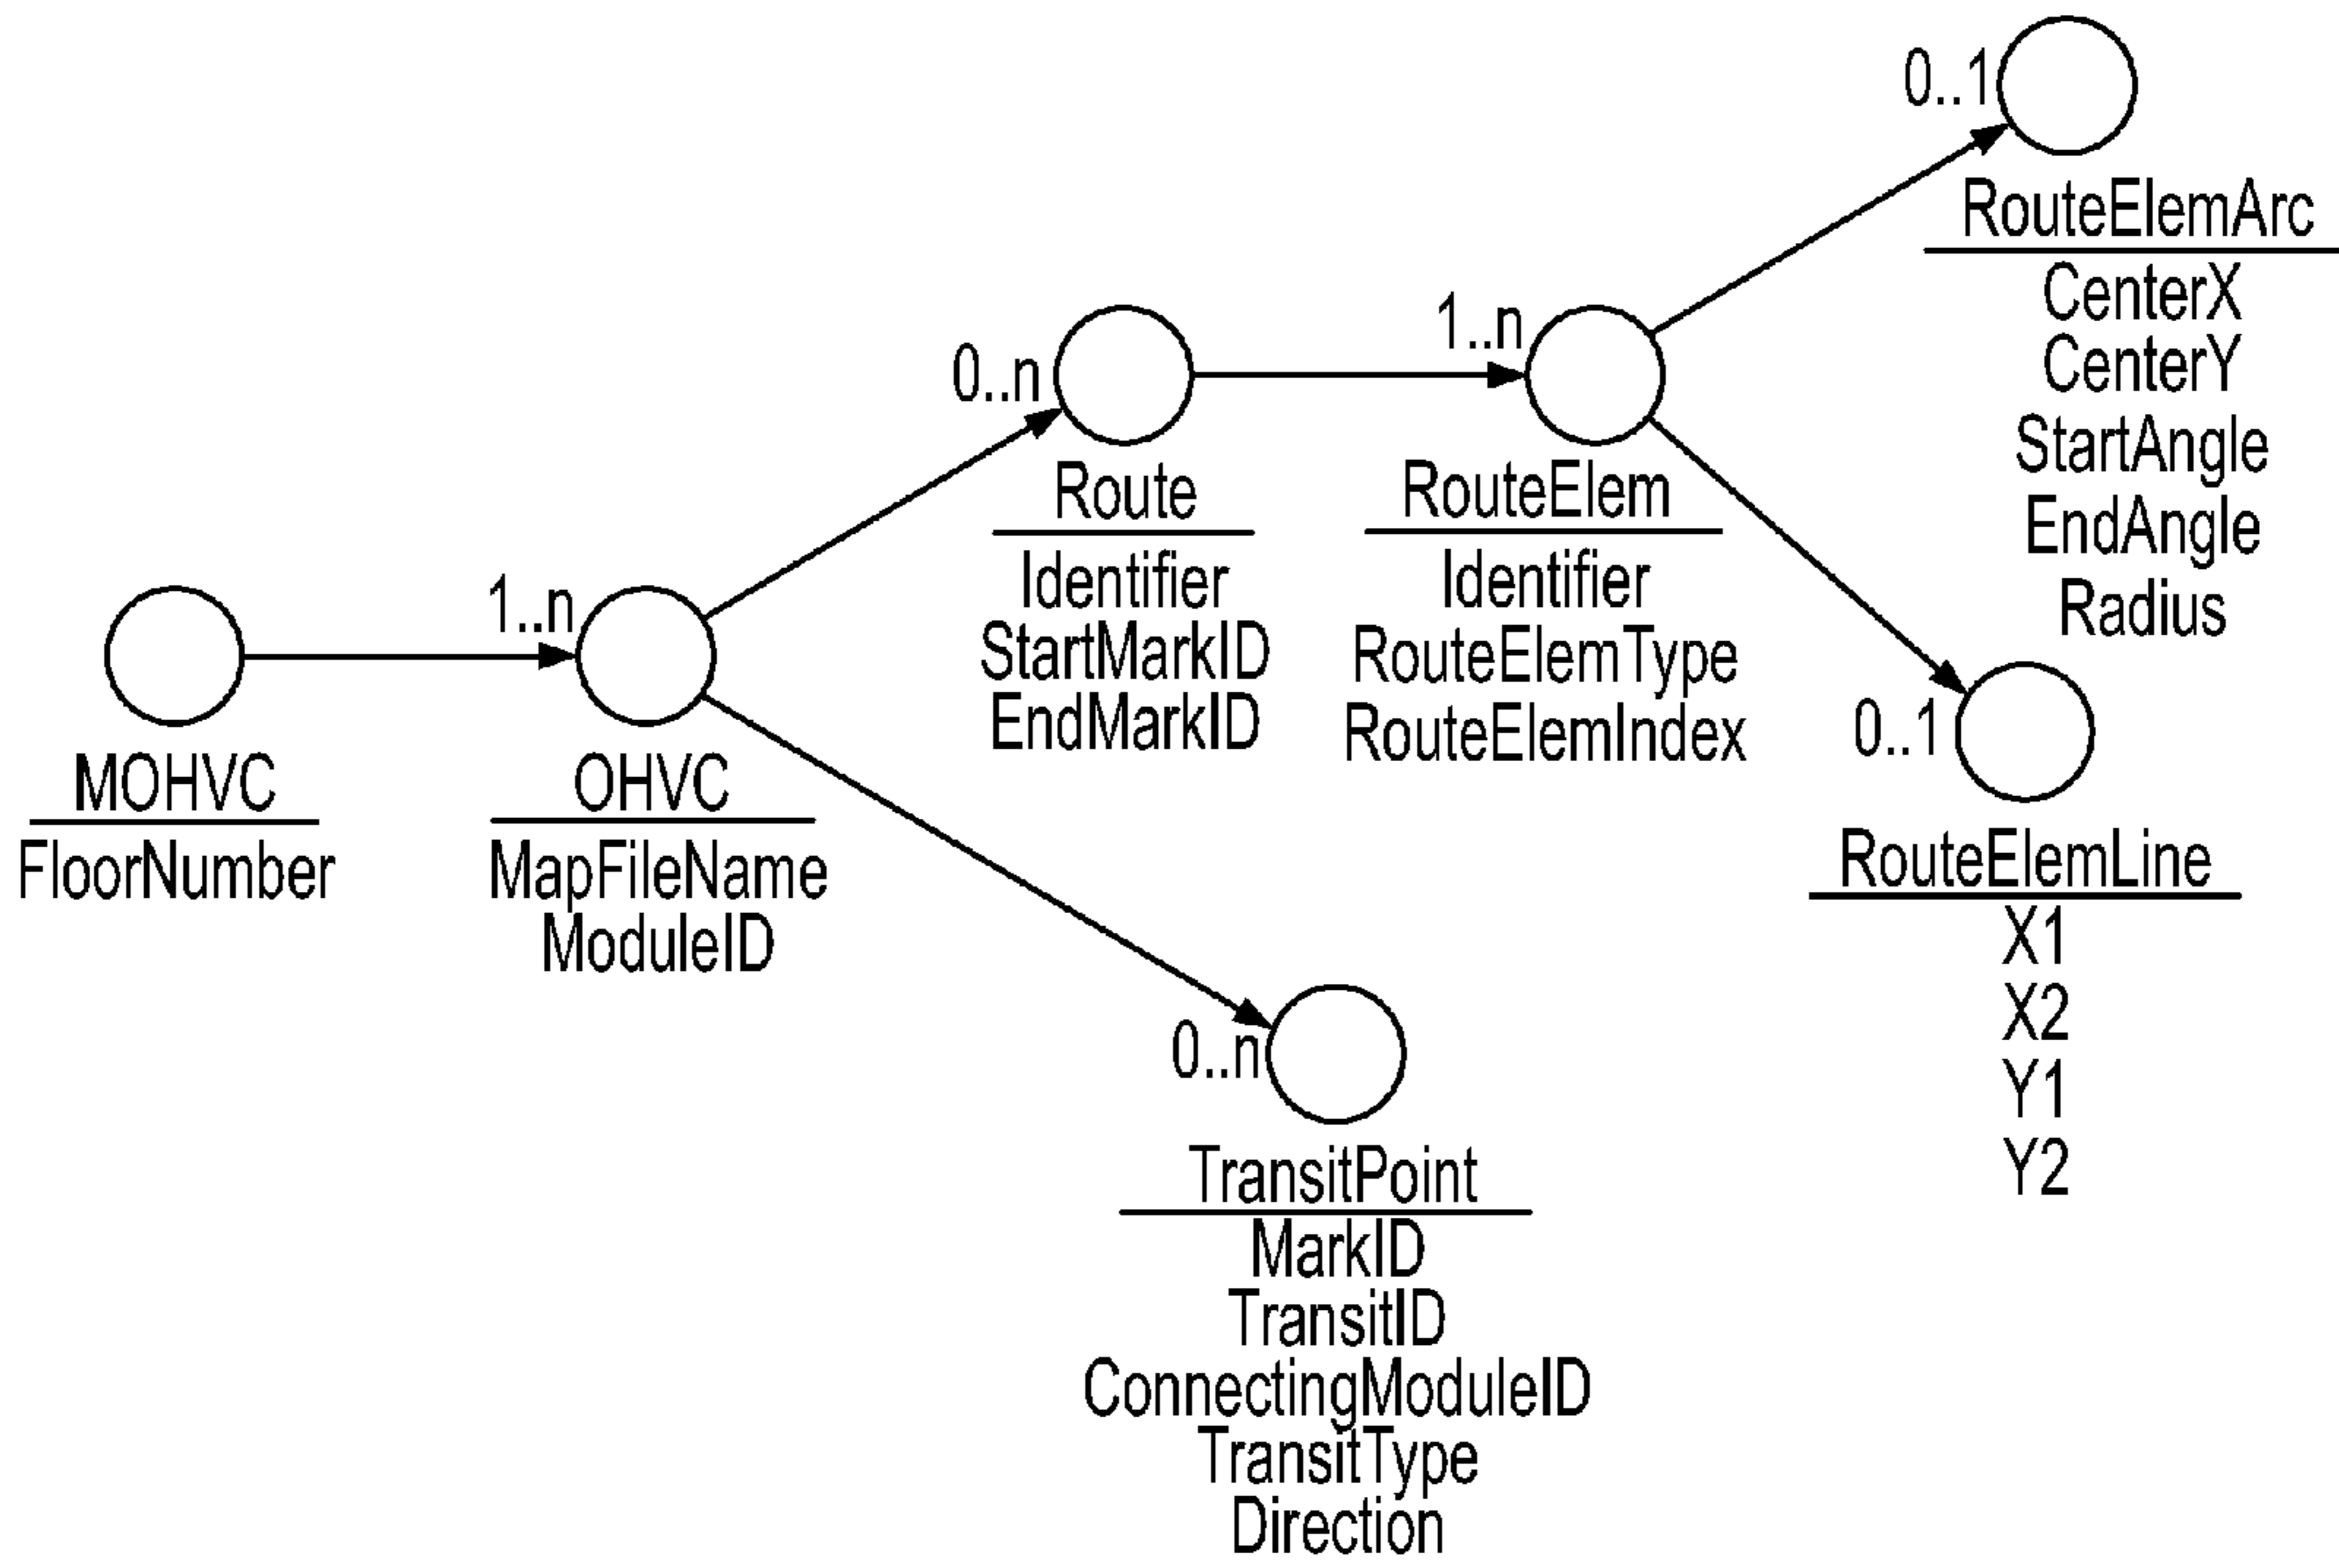 MOHVC
FloorNumber
1..n
OHVC
MapFileName
ModuleID
0..n
Route
Identifier
StartMarkID
EndMarkID
1..n
RouteElem
Identifier
RouteElemType
RouteElemIndex
0..1
RouteElemArc
CenterX
CenterY
StartAngle
EndAngle
Radius
0..1
RouteElemLine
X1
X2
Y1
Y2
0..n
TransitPoint
MarkID
TransitID
ConnectingModuleID
TransitType
Direction